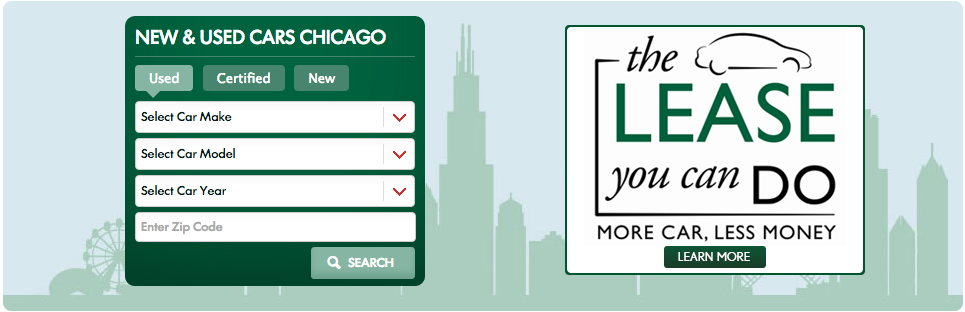 NEW & USED CARS CHICAGO
Used Certified New
Select Car Make
Select Car Model
Select Car Year
Enter Zip Code
SEARCH
the
LEASE
you can DO
MORE CAR, LESS MONEY
LEARN MORE